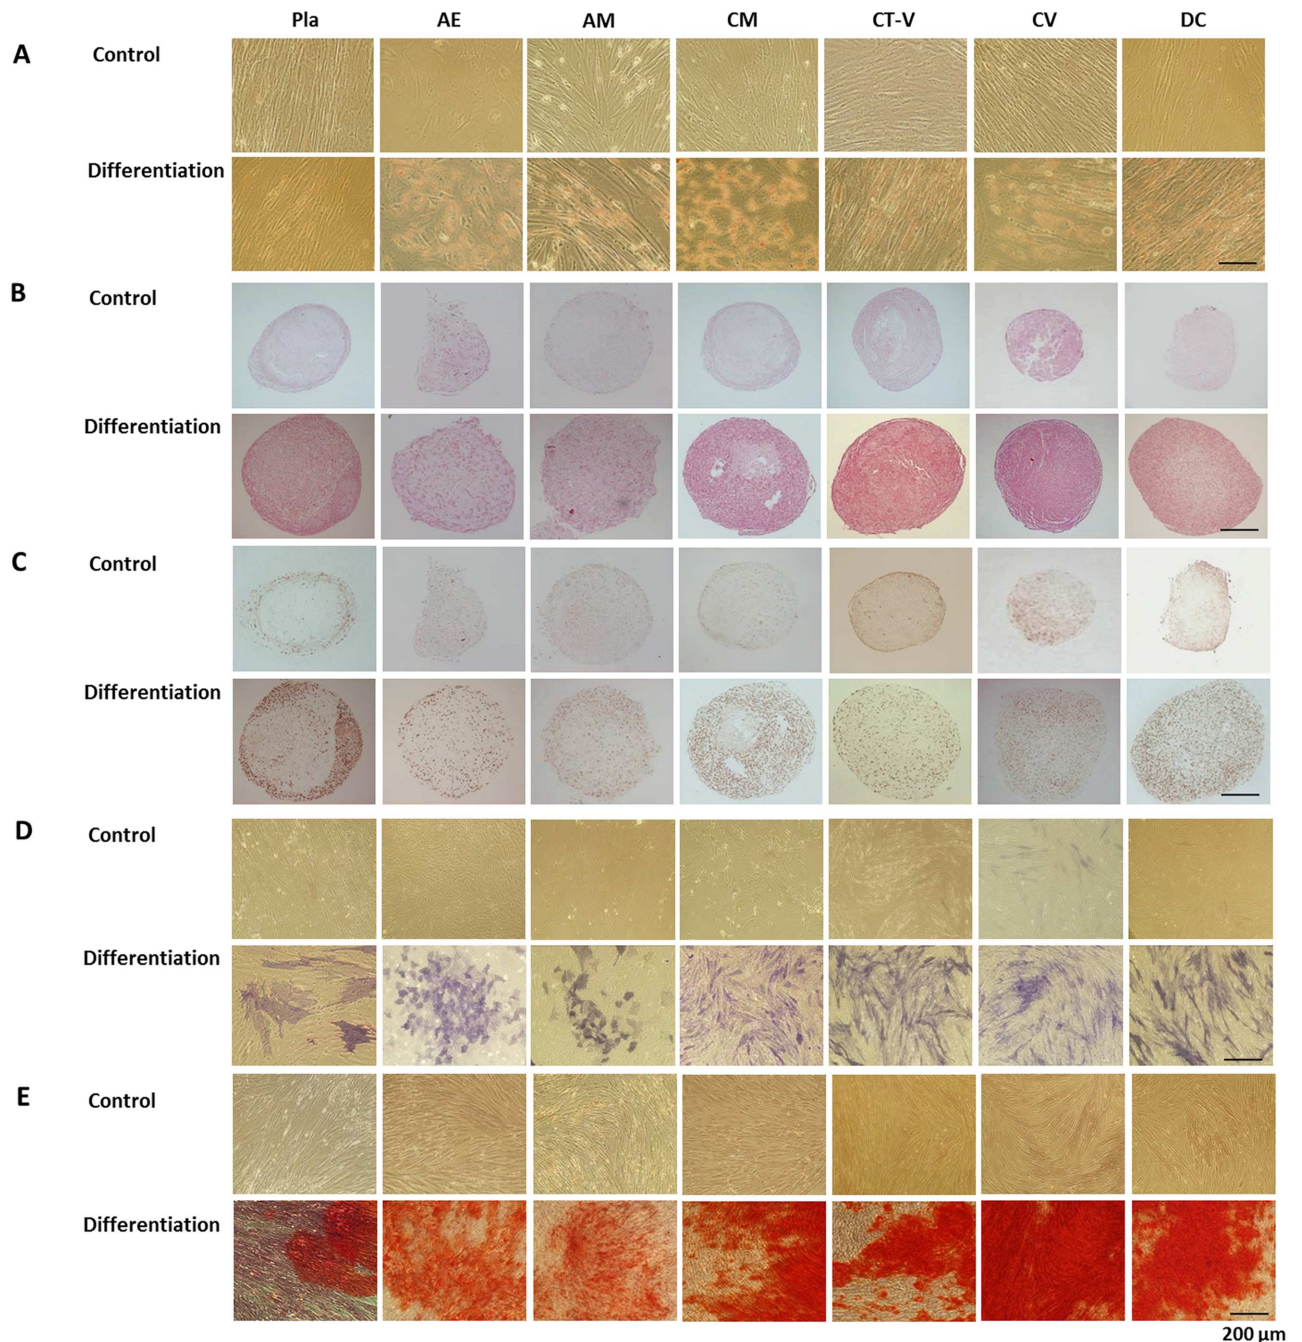 Pla AE AM CM CT-V CV DC
A Control
Differentiation
B Control
Differentiation
C Control
Differentiation
D Control
Differentiation
E Control
Differentiation
200 µm